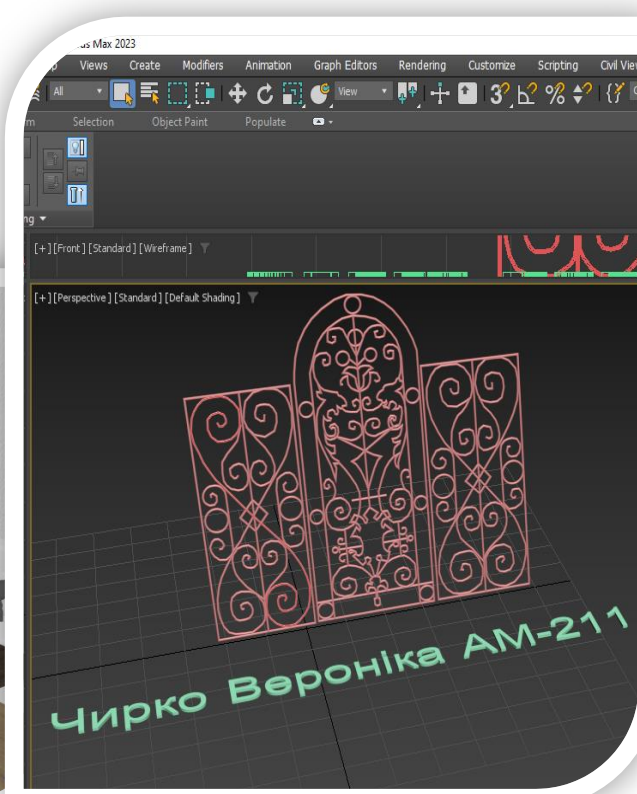 Max 2023
Views Create Modifiers Animation Graph Editors Rendering Customize Scripting Civil View
All View
Selection Object Paint Populate
[+] [Front] [Standard] [Wireframe]
[+] [Perspective] [Standard] [Default Shading]
Чирко Вероніка АМ-211